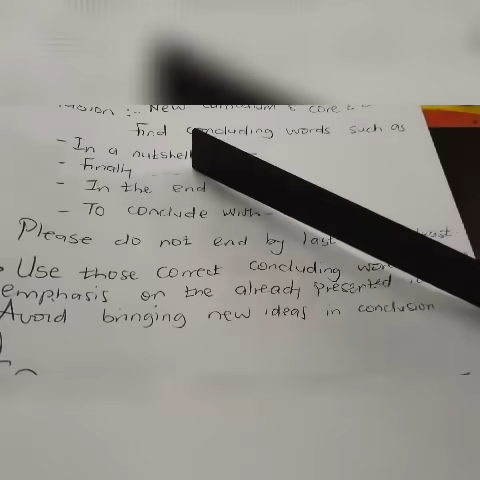 find concluding words such as
- In a nutshell
- Finally
- In the end
- To conclude with
Please do not end by last
Use those correct concluding
emphasis on the already presented
Avoid bringing new ideas in conclusion